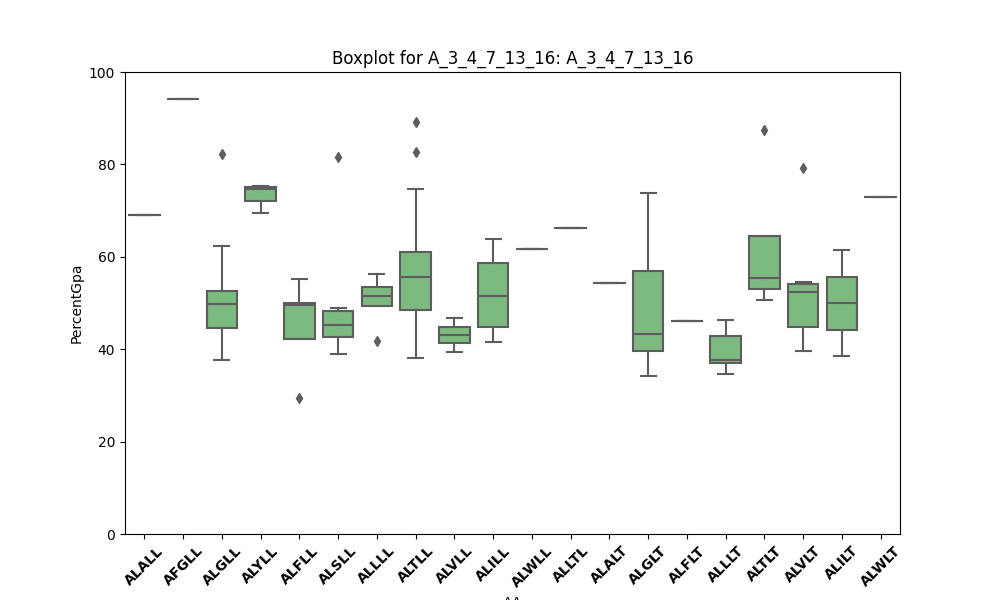 Boxplot for A_3_4_7_13_16: A_3_4_7_13_16
PercentGpa
100
80
60
40
20
0
ALALL AFGLL ALGLL ALYLL ALFLL ALSLL ALLLL ALTLL ALVLL ALILL ALWLL ALLTL ALALT ALGLT ALFLT ALLLT ALTLT ALVLT ALILT ALWLT